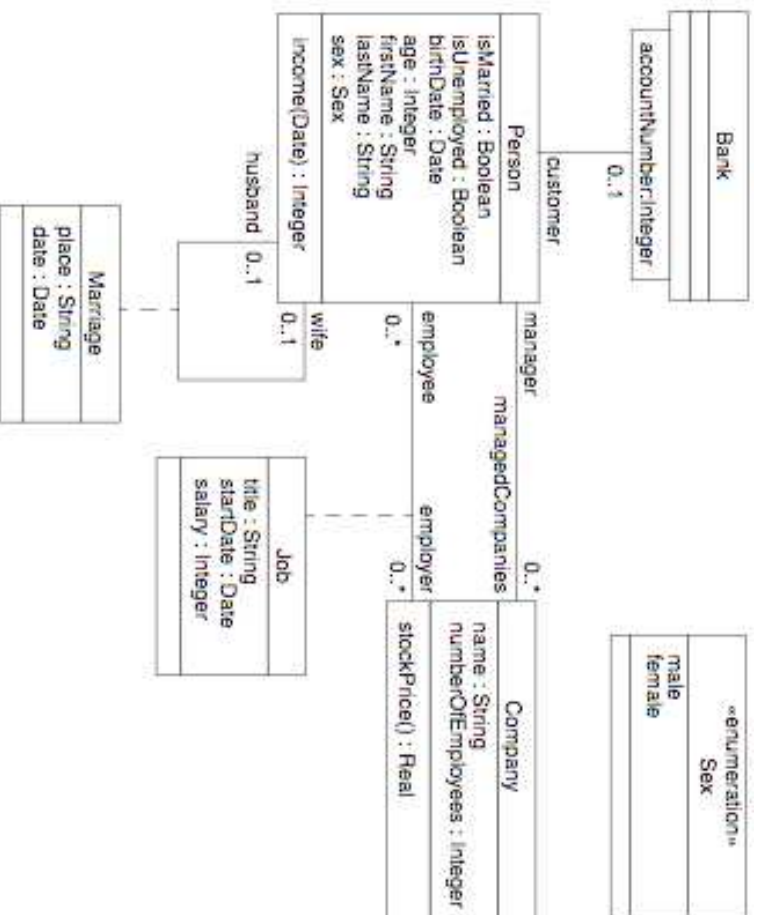 Bank
accountNumber:Integer
0..1
customer
Person
isMarried : Boolean
isUnemployed : Boolean
birthDate : Date
age : Integer
firstName : String
lastName : String
sex : Sex
income(Date) : Integer
manager
managedCompanies
0..*
employee
0..*
employer
0..*
wife
0..1
husband
0..1
Company
name : String
numberOfEmployees : Integer
stockPrice() : Real
«enumeration»
Sex
male
female
Job
title : String
startDate : Date
salary : Integer
Marriage
place : String
date : Date